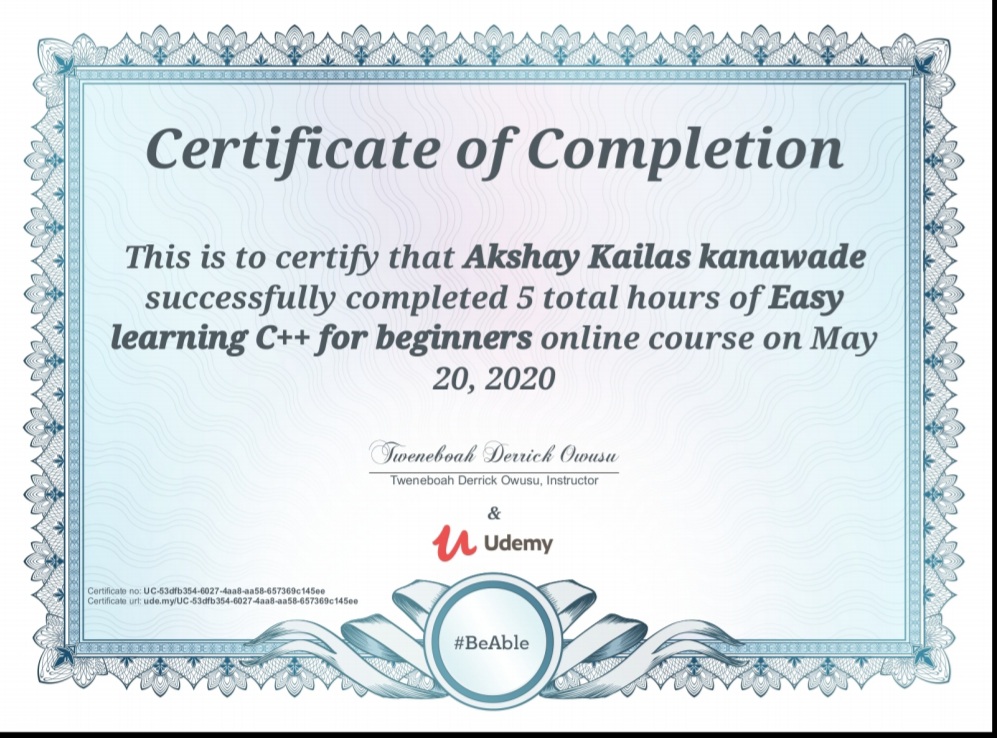 Certificate of Completion
This is to certify that Akshay Kailas kanawade
successfully completed 5 total hours of Easy
learning C++ for beginners online course on May
20, 2020
Tweneboah Derrick Owusu
Tweneboah Derrick Owusu, Instructor
&
Udemy
Certificate no: UC-53dfb354-6027-4aa8-aa58-657369c145ee
Certificate url: ude.my/UC-53dfb354-6027-4aa8-aa58-657369c145ee
#BeAble